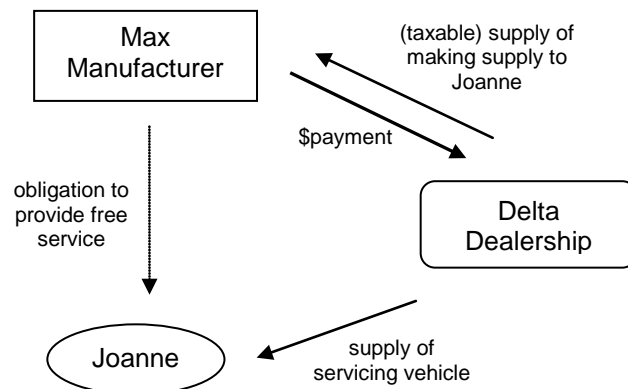 Max
Manufacturer
(taxable) supply of
making supply to
Joanne
$payment
obligation to
provide free
service
Delta
Dealership
Joanne
supply of
servicing vehicle